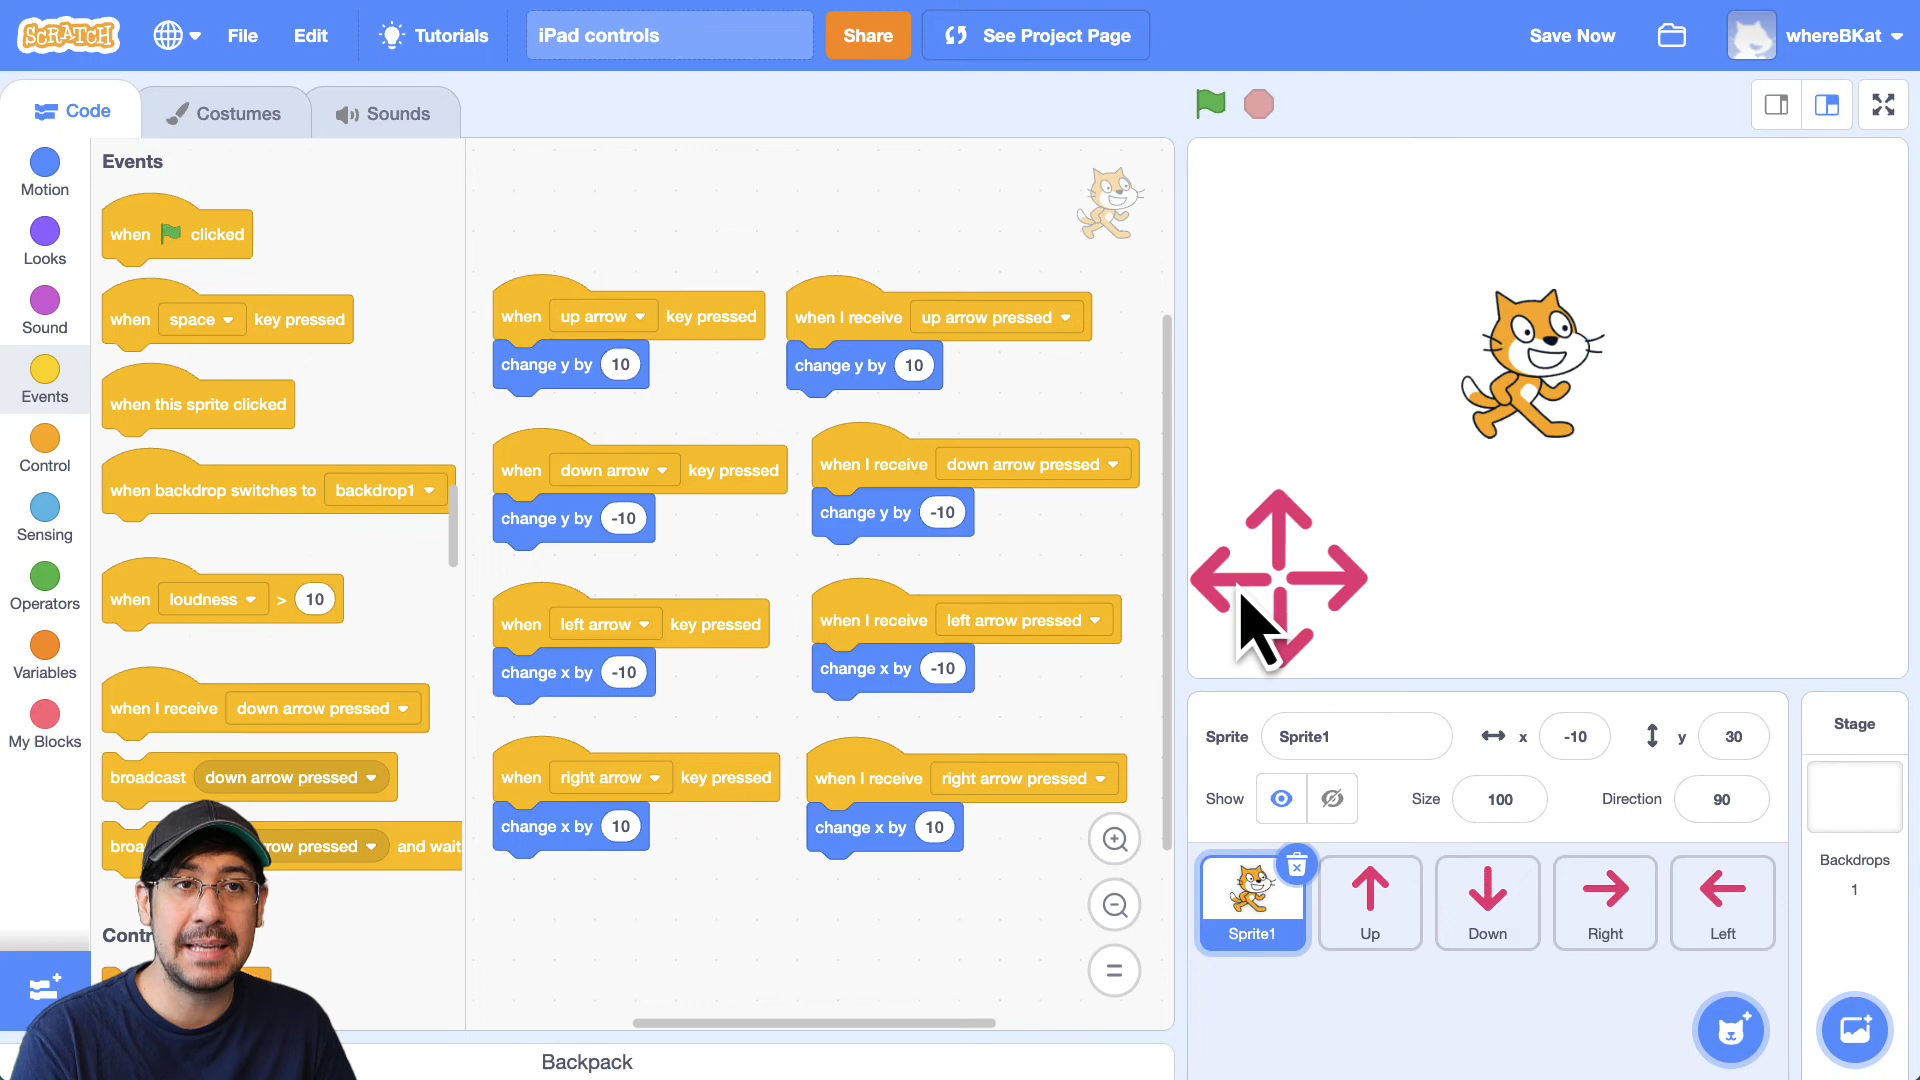 SCRATCH
File
Edit
Tutorials
iPad controls
Share
See Project Page
Save Now
whereBKat
Code
Costumes
Sounds
Motion
Looks
Sound
Events
Control
Sensing
Operators
Variables
My Blocks
Events
when clicked
when space key pressed
when this sprite clicked
when backdrop switches to backdrop1
when loudness > 10
when I receive down arrow pressed
broadcast down arrow pressed
and wait
when up arrow key pressed
change y by 10
when I receive up arrow pressed
change y by 10
when down arrow key pressed
change y by -10
when I receive down arrow pressed
change y by -10
when left arrow key pressed
change x by -10
when I receive left arrow pressed
change x by -10
when right arrow key pressed
change x by 10
when I receive right arrow pressed
change x by 10
Backpack
Sprite Sprite1 x -10 y 30
Show Size 100 Direction 90
Sprite1
Up
Down
Right
Left
Stage
Backdrops
1